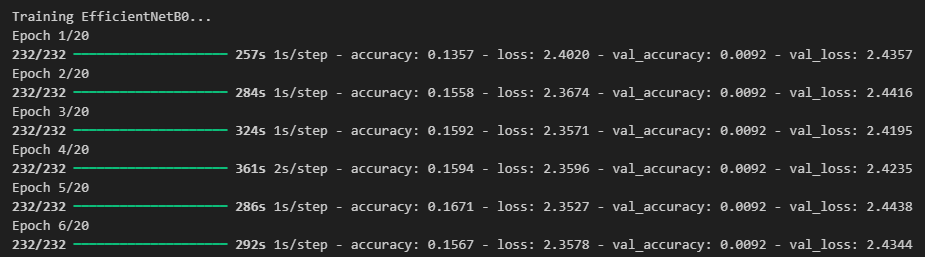 Training EfficientNetB0...
Epoch 1/20
232/232 ━━━━━━━━━━━━━━━━━━━━ 257s 1s/step - accuracy: 0.1357 - loss: 2.4020 - val_accuracy: 0.0092 - val_loss: 2.4357
Epoch 2/20
232/232 ━━━━━━━━━━━━━━━━━━━━ 284s 1s/step - accuracy: 0.1558 - loss: 2.3674 - val_accuracy: 0.0092 - val_loss: 2.4416
Epoch 3/20
232/232 ━━━━━━━━━━━━━━━━━━━━ 324s 1s/step - accuracy: 0.1592 - loss: 2.3571 - val_accuracy: 0.0092 - val_loss: 2.4195
Epoch 4/20
232/232 ━━━━━━━━━━━━━━━━━━━━ 361s 2s/step - accuracy: 0.1594 - loss: 2.3596 - val_accuracy: 0.0092 - val_loss: 2.4235
Epoch 5/20
232/232 ━━━━━━━━━━━━━━━━━━━━ 286s 1s/step - accuracy: 0.1671 - loss: 2.3527 - val_accuracy: 0.0092 - val_loss: 2.4438
Epoch 6/20
232/232 ━━━━━━━━━━━━━━━━━━━━ 292s 1s/step - accuracy: 0.1567 - loss: 2.3578 - val_accuracy: 0.0092 - val_loss: 2.4344